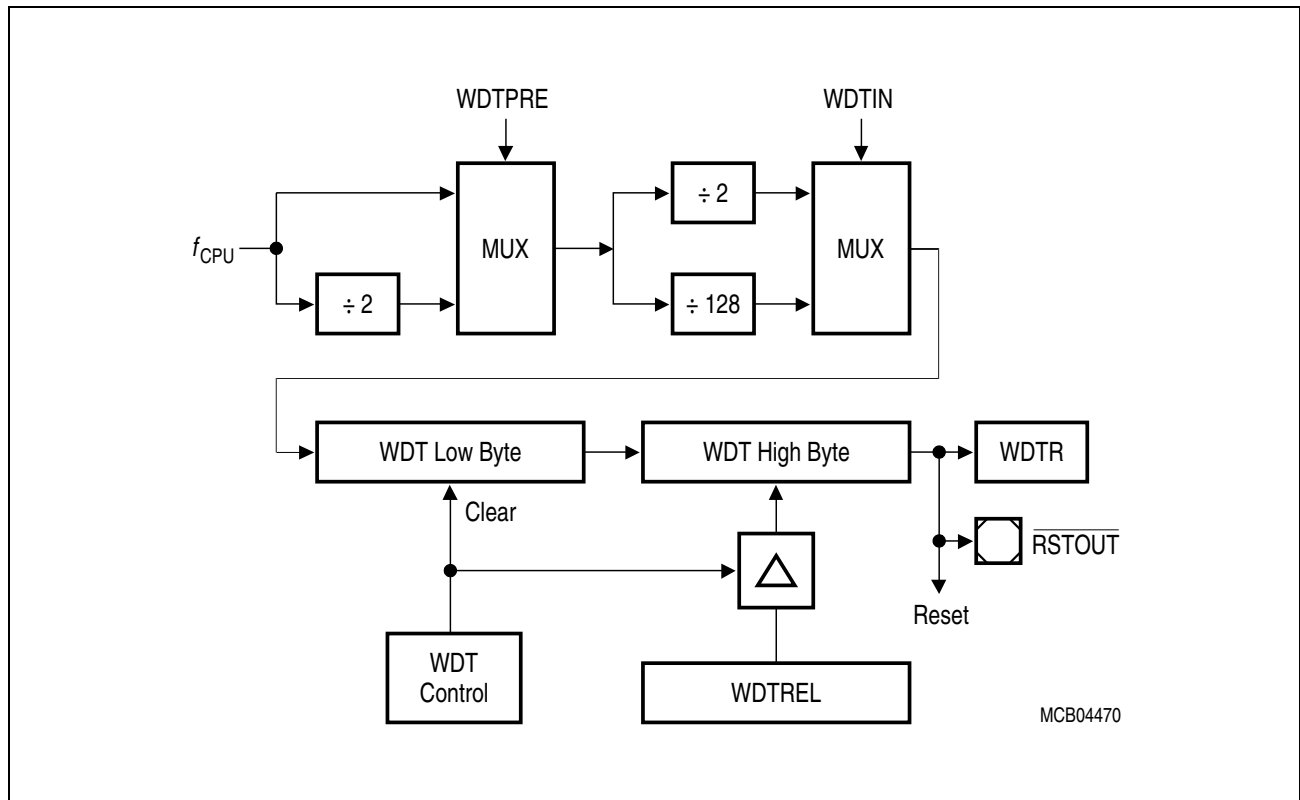 WDTPRE
WDTIN
÷ 2
f CPU
MUX
MUX
÷ 2
÷ 128
WDT Low Byte
WDT High Byte
WDTR
Clear
RSTOUT
Reset
WDT
Control
WDTREL
MCB04470